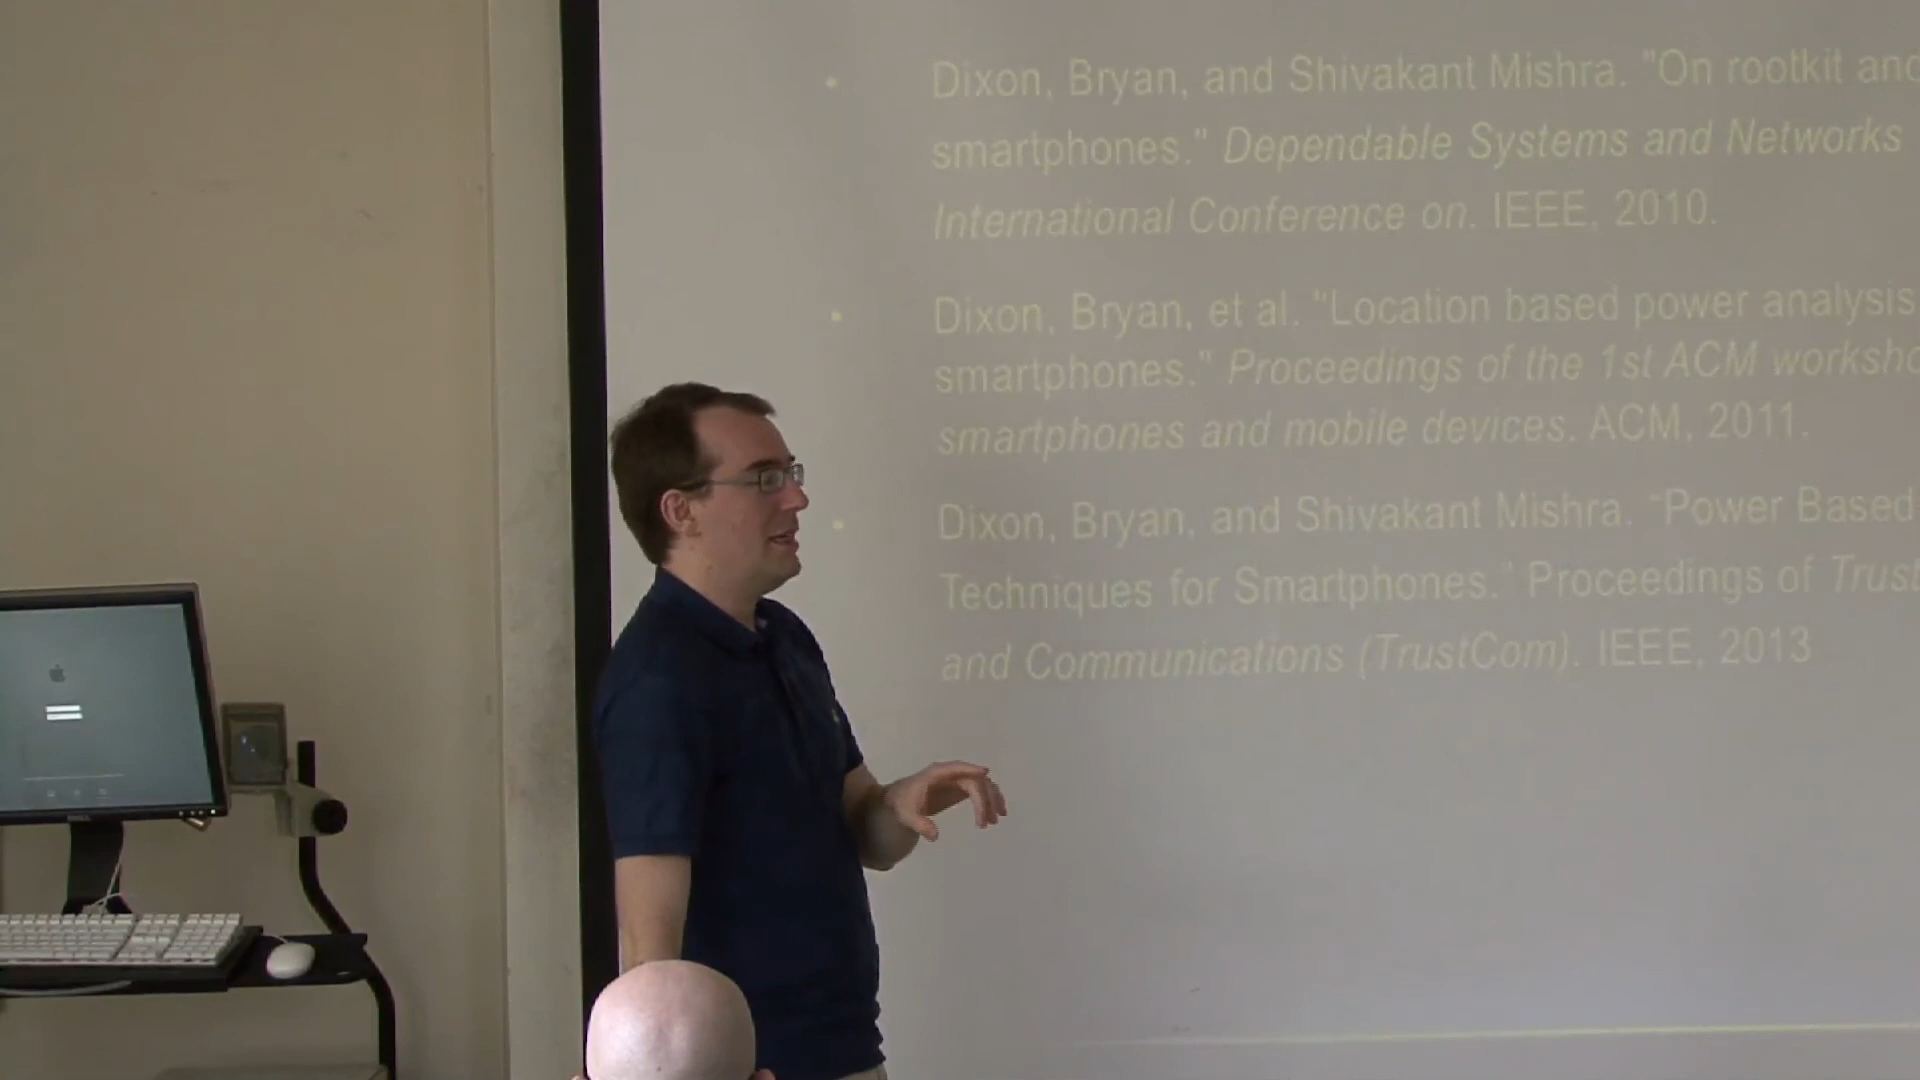 • Dixon, Bryan, and Shivakant Mishra. "On rootkit and
smartphones." Dependable Systems and Networks
International Conference on. IEEE, 2010.
• Dixon, Bryan, et al. "Location based power analysis
smartphones." Proceedings of the 1st ACM
smartphones and mobile devices. ACM, 2011.
• Dixon, Bryan, and Shivakant Mishra. "Power Based
Techniques for Smartphones." Proceedings of Trust
and Communications (TrustCom). IEEE, 2013
DELL